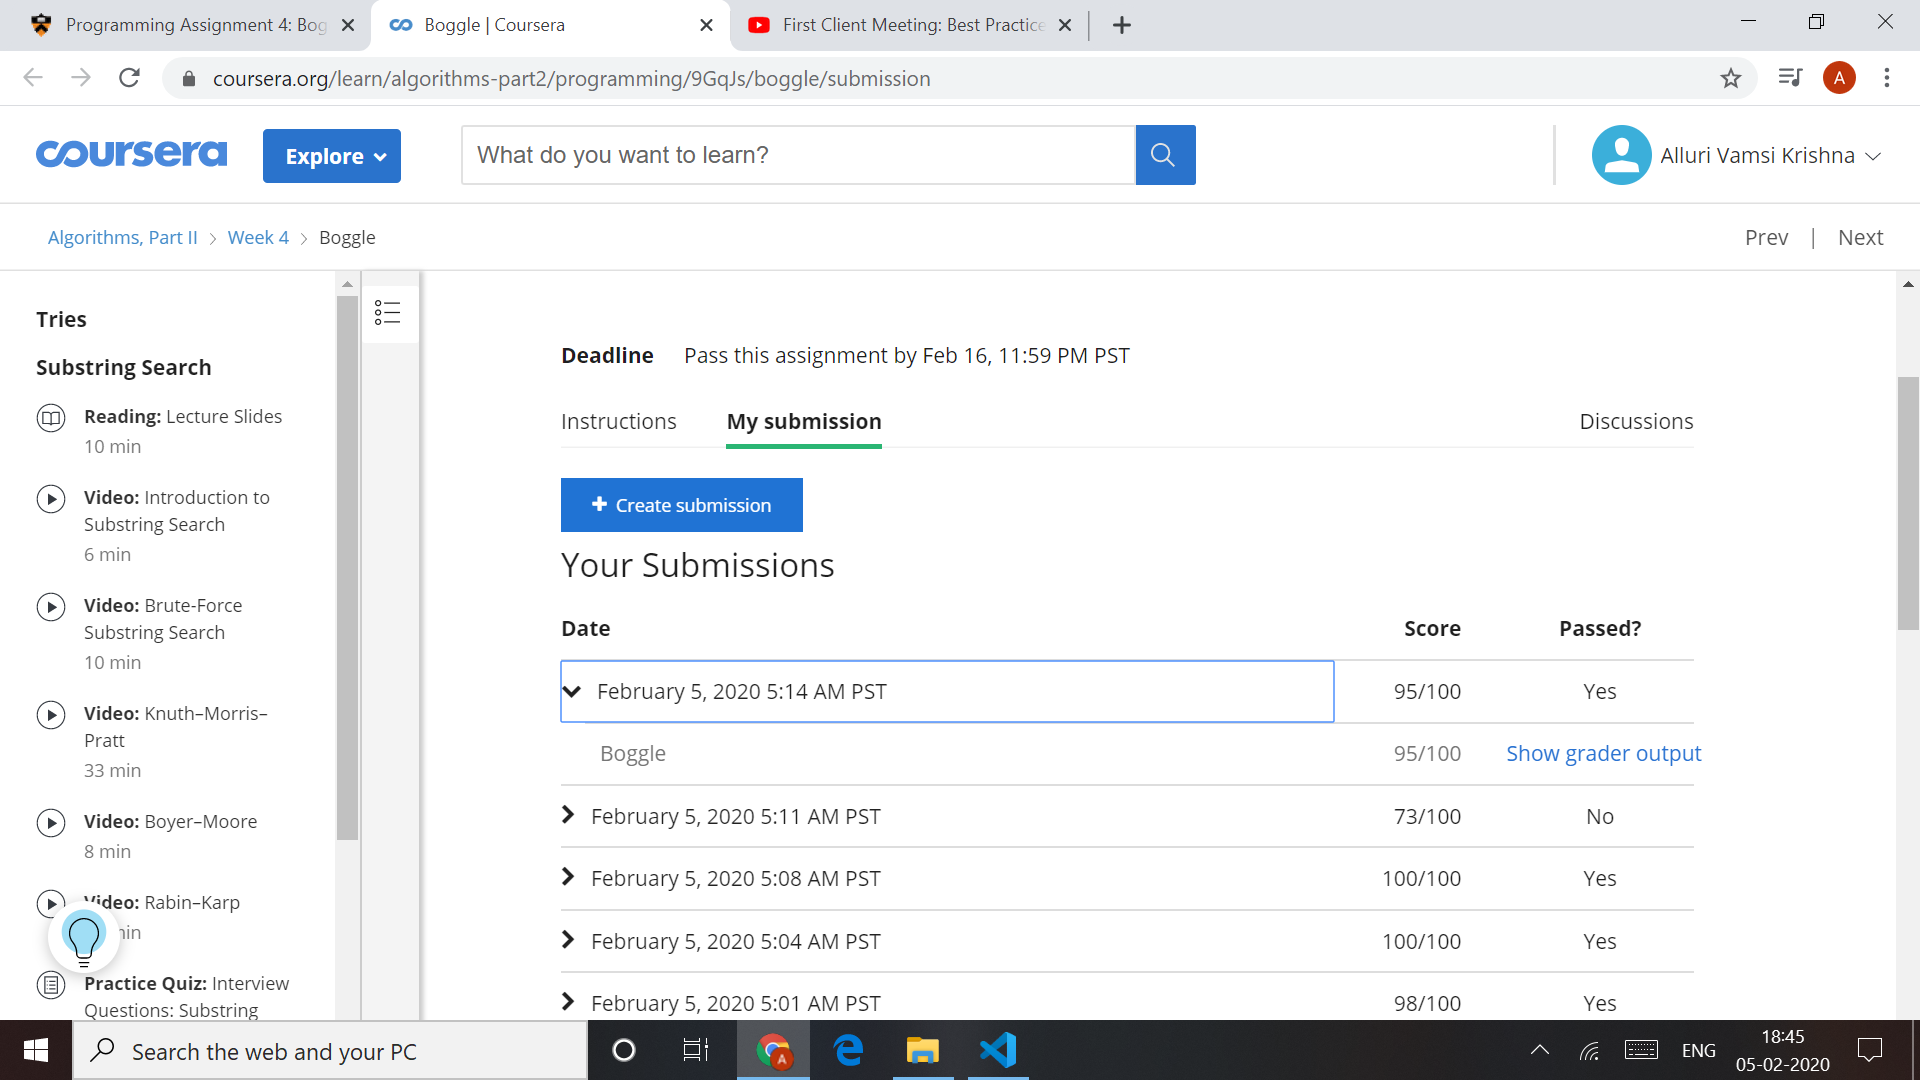 Programming Assignment 4: Bog
Boggle | Coursera
First Client Meeting: Best Practice
coursera.org/learn/algorithms-part2/programming/9GqJs/boggle/submission
A
coursera
Explore
What do you want to learn?
Alluri Vamsi Krishna
Algorithms, Part II
Week 4
Boggle
Prev | Next
Tries
Substring Search
Reading: Lecture Slides
10 min
Video: Introduction to
Substring Search
6 min
Video: Brute-Force
Substring Search
10 min
Video: Knuth–Morris–
Pratt
33 min
Video: Boyer–Moore
8 min
Video: Rabin–Karp
min
Practice Quiz: Interview
Questions: Substring
Deadline Pass this assignment by Feb 16, 11:59 PM PST
Instructions My submission Discussions
+ Create submission
Your Submissions
Date Score Passed?
February 5, 2020 5:14 AM PST 95/100 Yes
Boggle 95/100 Show grader output
February 5, 2020 5:11 AM PST 73/100 No
February 5, 2020 5:08 AM PST 100/100 Yes
February 5, 2020 5:04 AM PST 100/100 Yes
February 5, 2020 5:01 AM PST 98/100 Yes
Search the web and your PC
A
ENG
18:45
05-02-2020